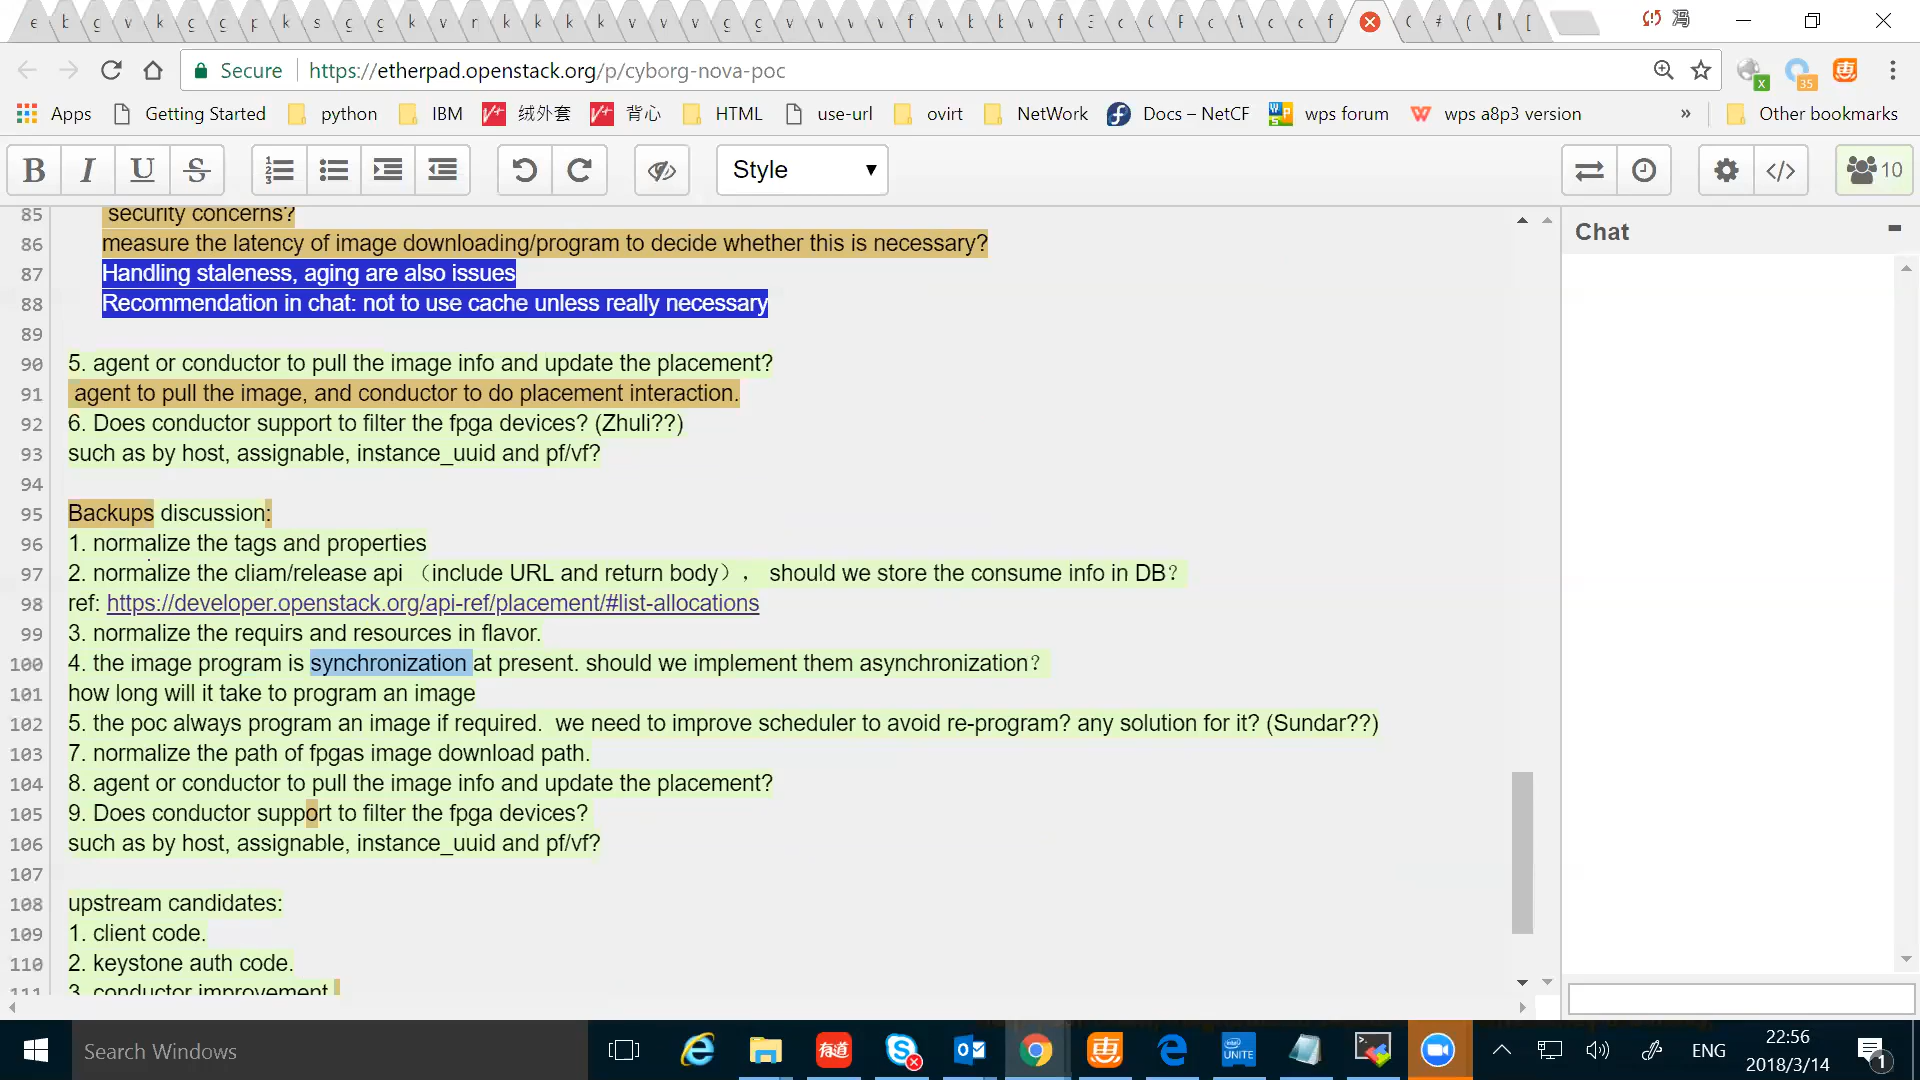 Secure
https://etherpad.openstack.org/p/cyborg-nova-poc
35
Apps
Getting Started
python
IBM
绒外套
背心
HTML
use-url
ovirt
NetWork
Docs – NetCF
wps forum
wps a8p3 version
»
Other bookmarks
B
I
U
S
Style
10
Chat
85 security concerns?
86 measure the latency of image downloading/program to decide whether this is necessary?
87 Handling staleness, aging are also issues
88 Recommendation in chat: not to use cache unless really necessary
89
90 5. agent or conductor to pull the image info and update the placement?
91 agent to pull the image, and conductor to do placement interaction.
92 6. Does conductor support to filter the fpga devices? (Zhuli??)
93 such as by host, assignable, instance_uuid and pf/vf?
94
95 Backups discussion:
96 1. normalize the tags and properties
97 2. normalize the cliam/release api （include URL and return body）， should we store the consume info in DB？
98 ref: https://developer.openstack.org/api-ref/placement/#list-allocations
99 3. normalize the requirs and resources in flavor.
100 4. the image program is synchronization at present. should we implement them asynchronization？
101 how long will it take to program an image
102 5. the poc always program an image if required.  we need to improve scheduler to avoid re-program? any solution for it? (Sundar??)
103 7. normalize the path of fpgas image download path.
104 8. agent or conductor to pull the image info and update the placement?
105 9. Does conductor support to filter the fpga devices?
106 such as by host, assignable, instance_uuid and pf/vf?
107
108 upstream candidates:
109 1. client code.
110 2. keystone auth code.
111 3. conductor improvement.
Search Windows
有道
惠
UNITE
ENG
22:56
2018/3/14
1